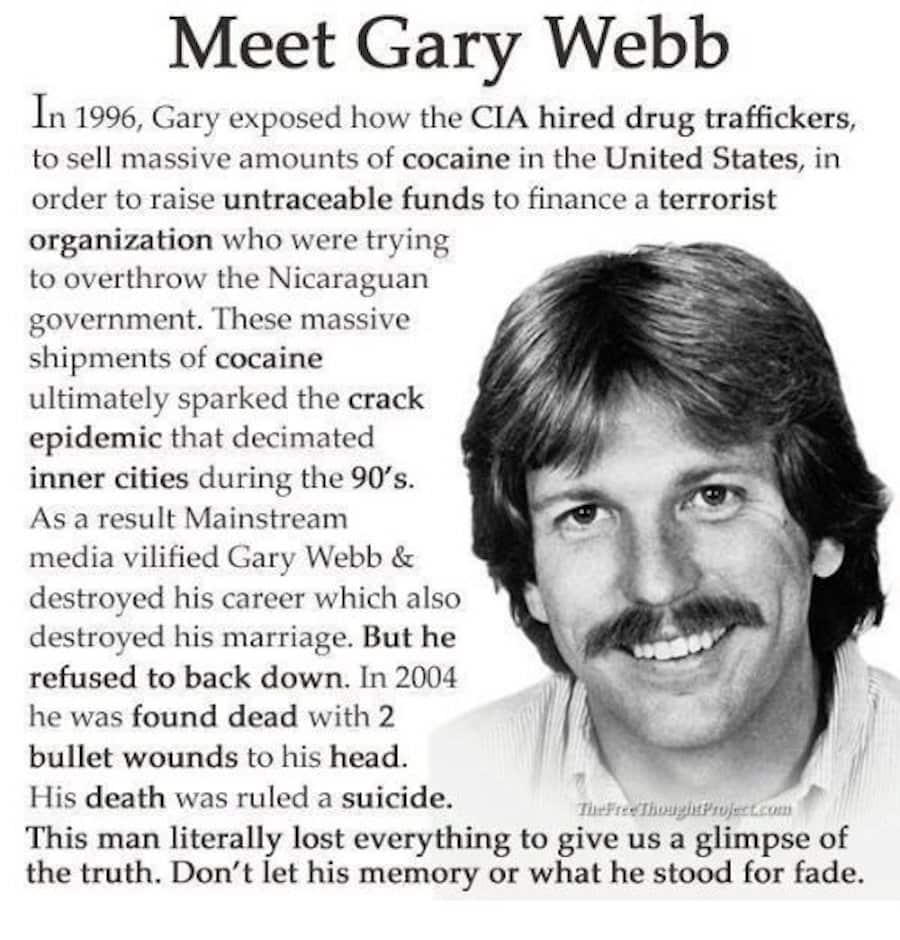 Meet Gary Webb
In 1996, Gary exposed how the CIA hired drug traffickers,
to sell massive amounts of cocaine in the United States, in
order to raise untraceable funds to finance a terrorist
organization who were trying
to overthrow the Nicaraguan
government. These massive
shipments of cocaine
ultimately sparked the crack
epidemic that decimated
inner cities during the 90's.
As a result Mainstream
media vilified Gary Webb &
destroyed his career which also
destroyed his marriage. But he
refused to back down. In 2004
he was found dead with 2
bullet wounds to his head.
His death was ruled a suicide.
TheFreeThoughtProject.com
This man literally lost everything to give us a glimpse of
the truth. Don't let his memory or what he stood for fade.